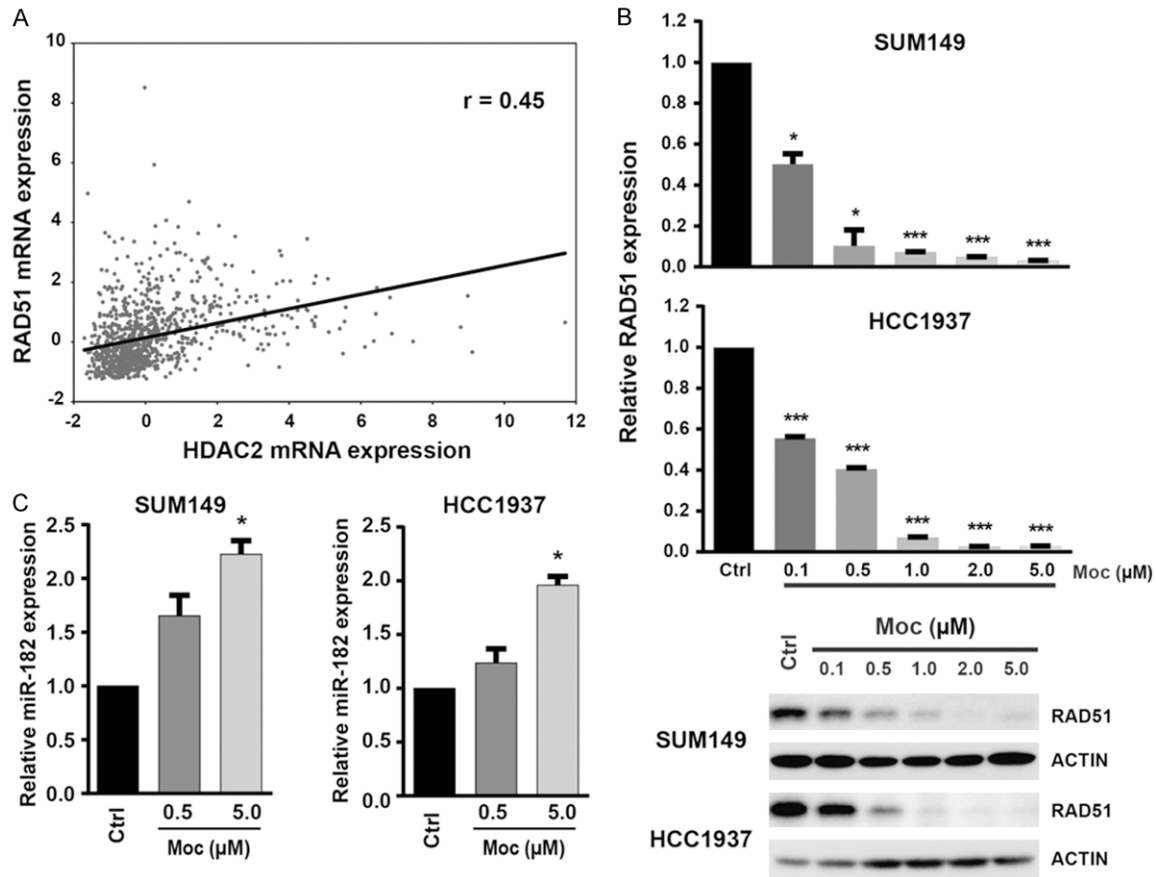 A
10
8
6
4
2
0
-2
RAD51 mRNA expression
r = 0.45
-2 0 2 4 6 8 10 12
HDAC2 mRNA expression
B
SUM149
1.2
1.0
0.8
0.6
0.4
0.2
0.0
* * *** *** ***
Relative RAD51 expression
HCC1937
1.2
1.0
0.8
0.6
0.4
0.2
0.0
*** *** *** *** ***
Ctrl 0.1 0.5 1.0 2.0 5.0 Moc (µM)
Ctrl
Moc (µM)
0.1 0.5 1.0 2.0 5.0
SUM149
RAD51
ACTIN
HCC1937
RAD51
ACTIN
C
SUM149
Relative miR-182 expression
2.5
2.0
1.5
1.0
0.5
0.0
*
Ctrl 0.5 5.0
Moc (µM)
HCC1937
Relative miR-182 expression
2.5
2.0
1.5
1.0
0.5
0.0
*
Ctrl 0.5 5.0
Moc (µM)